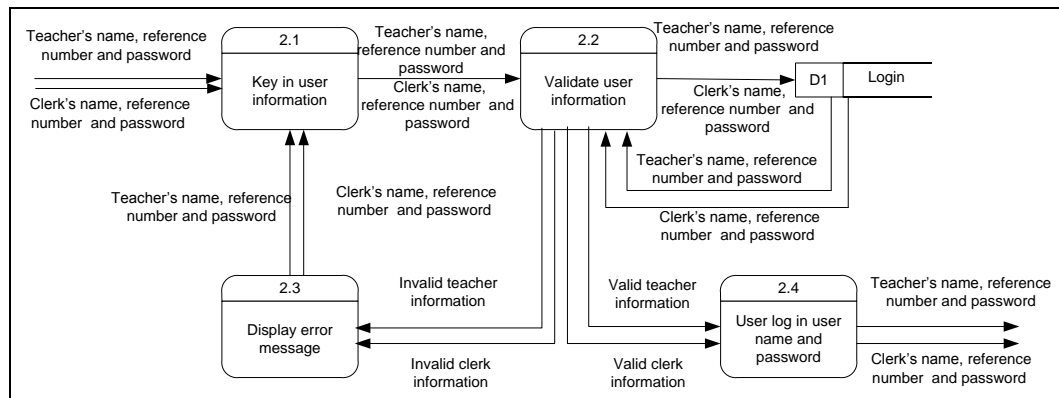 Teacher's name, reference
number and password
Clerk's name, reference
number and password
2.1
Key in user
information
Teacher's name,
reference number and
password
Clerk's name,
reference number and
password
2.2
Validate user
information
Teacher's name, reference
number and password
Clerk's name,
reference number and
password
D1
Login
Teacher's name, reference
number and password
Clerk's name, reference
number and password
Teacher's name, reference
number and password
Clerk's name, reference
number and password
2.3
Display error
message
Invalid teacher
information
Invalid clerk
information
Valid teacher
information
Valid clerk
information
2.4
User log in user
name and
password
Teacher's name, reference
number and password
Clerk's name, reference
number and password